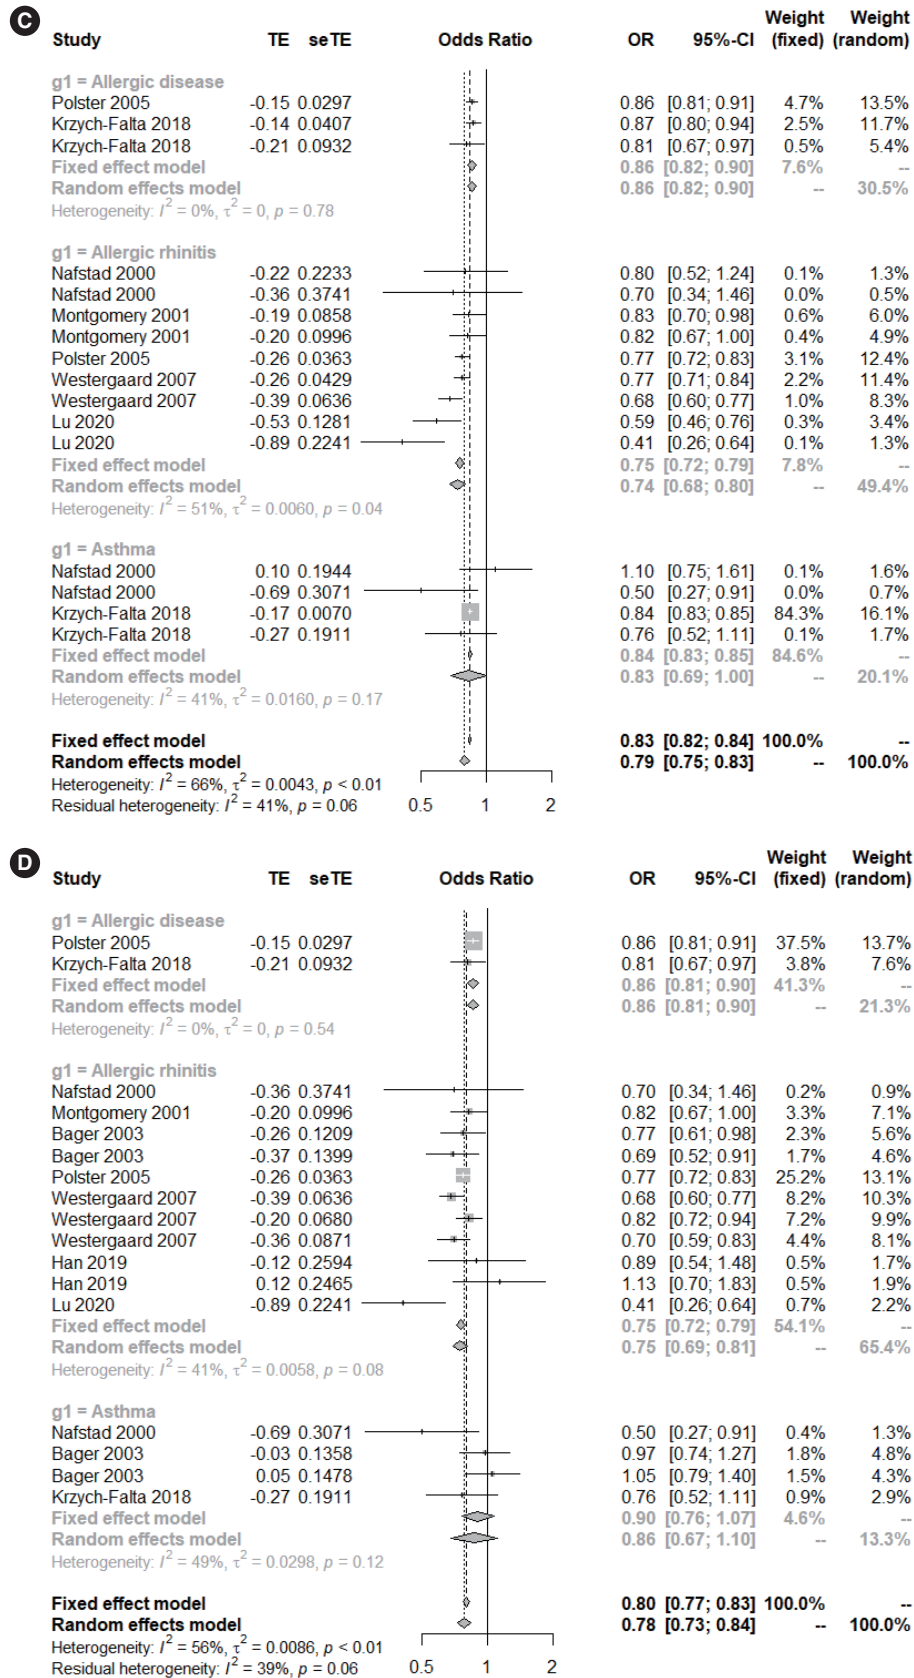 C
Weight Weight
Study TE seTE Odds Ratio OR 95%-CI (fixed) (random)
g1 = Allergic disease
Polster 2005 -0.15 0.0297 0.86 [0.81; 0.91] 4.7% 13.5%
Krzych-Falta 2018 -0.14 0.0407 0.87 [0.80; 0.94] 2.5% 11.7%
Krzych-Falta 2018 -0.21 0.0932 0.81 [0.67; 0.97] 0.5% 5.4%
Fixed effect model 0.86 [0.82; 0.90] 7.6% --
Random effects model 0.86 [0.82; 0.90] -- 30.5%
Heterogeneity: I² = 0%, τ² = 0, p = 0.78
g1 = Allergic rhinitis
Nafstad 2000 -0.22 0.2233 0.80 [0.52; 1.24] 0.1% 1.3%
Nafstad 2000 -0.36 0.3741 0.70 [0.34; 1.46] 0.0% 0.5%
Montgomery 2001 -0.19 0.0858 0.83 [0.70; 0.98] 0.6% 6.0%
Montgomery 2001 -0.20 0.0996 0.82 [0.67; 1.00] 0.4% 4.9%
Polster 2005 -0.26 0.0363 0.77 [0.72; 0.83] 3.1% 12.4%
Westergaard 2007 -0.26 0.0429 0.77 [0.71; 0.84] 2.2% 11.4%
Westergaard 2007 -0.39 0.0636 0.68 [0.60; 0.77] 1.0% 8.3%
Lu 2020 -0.53 0.1281 0.59 [0.46; 0.76] 0.3% 3.4%
Lu 2020 -0.89 0.2241 0.41 [0.26; 0.64] 0.1% 1.3%
Fixed effect model 0.75 [0.72; 0.79] 7.8% --
Random effects model 0.74 [0.68; 0.80] -- 49.4%
Heterogeneity: I² = 51%, τ² = 0.0060, p = 0.04
g1 = Asthma
Nafstad 2000 0.10 0.1944 1.10 [0.75; 1.61] 0.1% 1.6%
Nafstad 2000 -0.69 0.3071 0.50 [0.27; 0.91] 0.0% 0.7%
Krzych-Falta 2018 -0.17 0.0070 0.84 [0.83; 0.85] 84.3% 16.1%
Krzych-Falta 2018 -0.27 0.1911 0.76 [0.52; 1.11] 0.1% 1.7%
Fixed effect model 0.84 [0.83; 0.85] 84.6% --
Random effects model 0.83 [0.69; 1.00] -- 20.1%
Heterogeneity: I² = 41%, τ² = 0.0160, p = 0.17
Fixed effect model 0.83 [0.82; 0.84] 100.0% --
Random effects model 0.79 [0.75; 0.83] -- 100.0%
Heterogeneity: I² = 66%, τ² = 0.0043, p < 0.01
Residual heterogeneity: I² = 41%, p = 0.06 0.5 1 2
D
Weight Weight
Study TE seTE Odds Ratio OR 95%-CI (fixed) (random)
g1 = Allergic disease
Polster 2005 -0.15 0.0297 0.86 [0.81; 0.91] 37.5% 13.7%
Krzych-Falta 2018 -0.21 0.0932 0.81 [0.67; 0.97] 3.8% 7.6%
Fixed effect model 0.86 [0.81; 0.90] 41.3% --
Random effects model 0.86 [0.81; 0.90] -- 21.3%
Heterogeneity: I² = 0%, τ² = 0, p = 0.54
g1 = Allergic rhinitis
Nafstad 2000 -0.36 0.3741 0.70 [0.34; 1.46] 0.2% 0.9%
Montgomery 2001 -0.20 0.0996 0.82 [0.67; 1.00] 3.3% 7.1%
Bager 2003 -0.26 0.1209 0.77 [0.61; 0.98] 2.3% 5.6%
Bager 2003 -0.37 0.1399 0.69 [0.52; 0.91] 1.7% 4.6%
Polster 2005 -0.26 0.0363 0.77 [0.72; 0.83] 25.2% 13.1%
Westergaard 2007 -0.39 0.0636 0.68 [0.60; 0.77] 8.2% 10.3%
Westergaard 2007 -0.20 0.0680 0.82 [0.72; 0.94] 7.2% 9.9%
Westergaard 2007 -0.36 0.0871 0.70 [0.59; 0.83] 4.4% 8.1%
Han 2019 -0.12 0.2594 0.89 [0.54; 1.48] 0.5% 1.7%
Han 2019 0.12 0.2465 1.13 [0.70; 1.83] 0.5% 1.9%
Lu 2020 -0.89 0.2241 0.41 [0.26; 0.64] 0.7% 2.2%
Fixed effect model 0.75 [0.72; 0.79] 54.1% --
Random effects model 0.75 [0.69; 0.81] -- 65.4%
Heterogeneity: I² = 41%, τ² = 0.0058, p = 0.08
g1 = Asthma
Nafstad 2000 -0.69 0.3071 0.50 [0.27; 0.91] 0.4% 1.3%
Bager 2003 -0.03 0.1358 0.97 [0.74; 1.27] 1.8% 4.8%
Bager 2003 0.05 0.1478 1.05 [0.79; 1.40] 1.5% 4.3%
Krzych-Falta 2018 -0.27 0.1911 0.76 [0.52; 1.11] 0.9% 2.9%
Fixed effect model 0.90 [0.76; 1.07] 4.6% --
Random effects model 0.86 [0.67; 1.10] -- 13.3%
Heterogeneity: I² = 49%, τ² = 0.0298, p = 0.12
Fixed effect model 0.80 [0.77; 0.83] 100.0% --
Random effects model 0.78 [0.73; 0.84] -- 100.0%
Heterogeneity: I² = 56%, τ² = 0.0086, p < 0.01
Residual heterogeneity: I² = 39%, p = 0.06 0.5 1 2